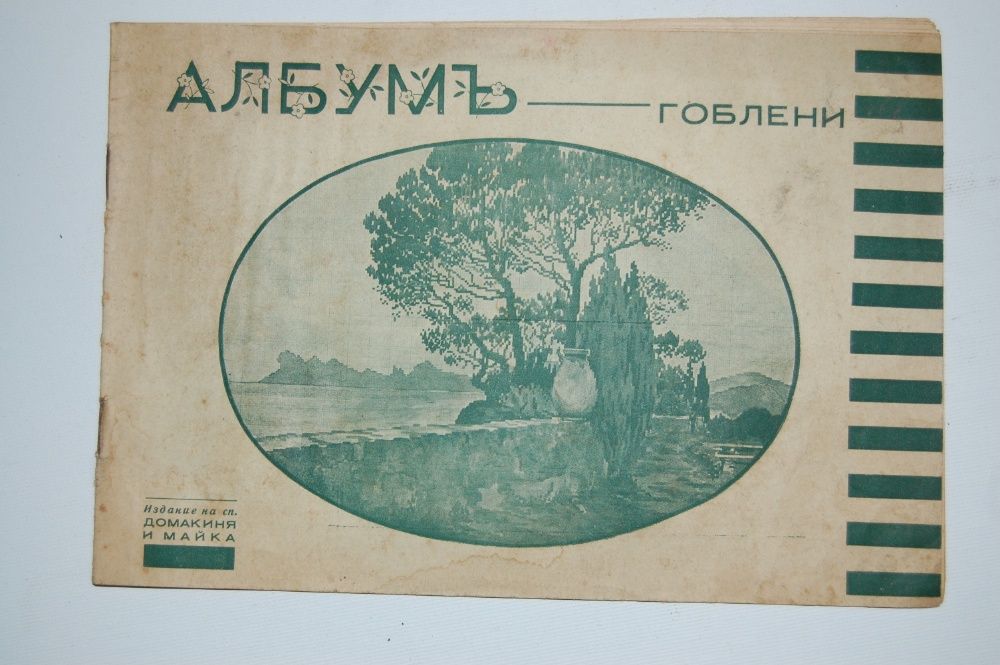 АЛБУМЪ — ГОБЛЕНИ
Издание на сп.
ДОМАКИНЯ
И МАЙКА